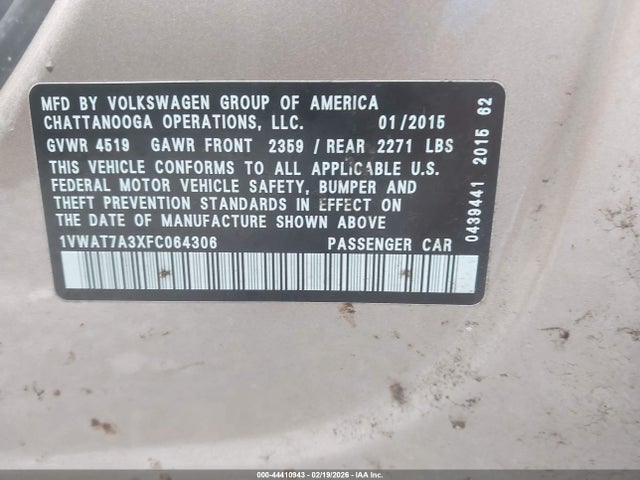 MFD BY VOLKSWAGEN GROUP OF AMERICA
CHATTANOOGA OPERATIONS, LLC. 01/2015
GVWR 4519 GAWR FRONT 2359 / REAR 2271 LBS
THIS VEHICLE CONFORMS TO ALL APPLICABLE U.S.
FEDERAL MOTOR VEHICLE SAFETY, BUMPER AND
THEFT PREVENTION STANDARDS IN EFFECT ON
THE DATE OF MANUFACTURE SHOWN ABOVE
1VWAT7A3XFC064306 PASSENGER CAR
0439441 2015 62
000-44410943 - 02/19/2026 - IAA Inc.